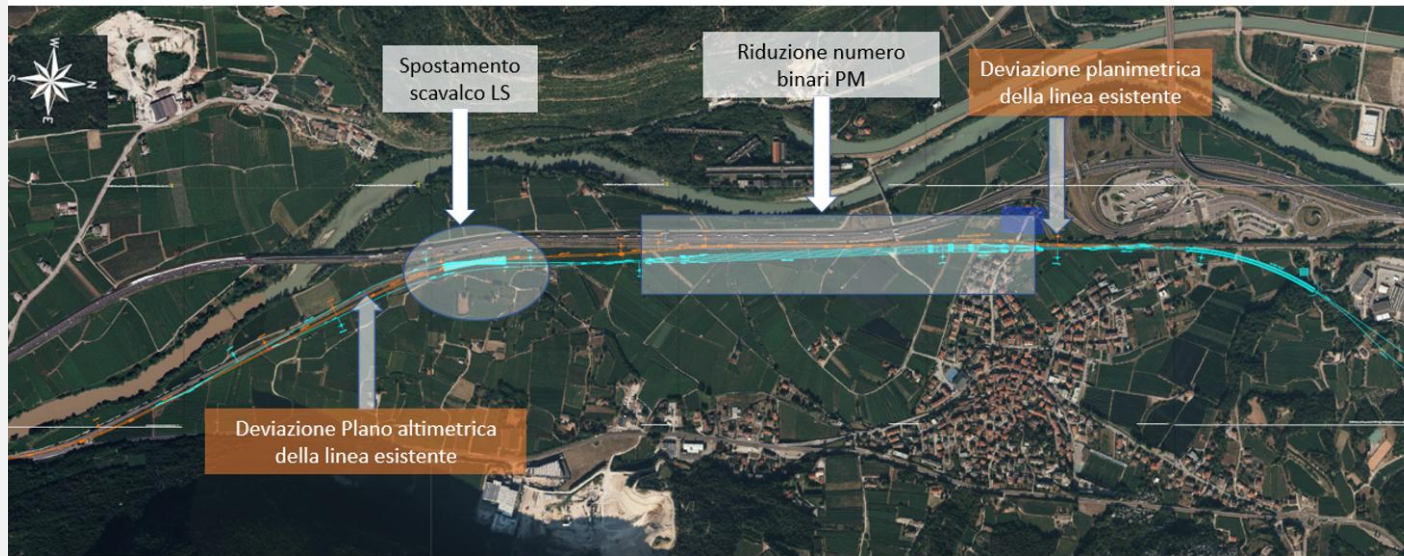 W
N
S
E
Spostamento
scavalco LS
Riduzione numero
binari PM
Deviazione planimetrica
della linea esistente
Deviazione Plano altimetrica
della linea esistente